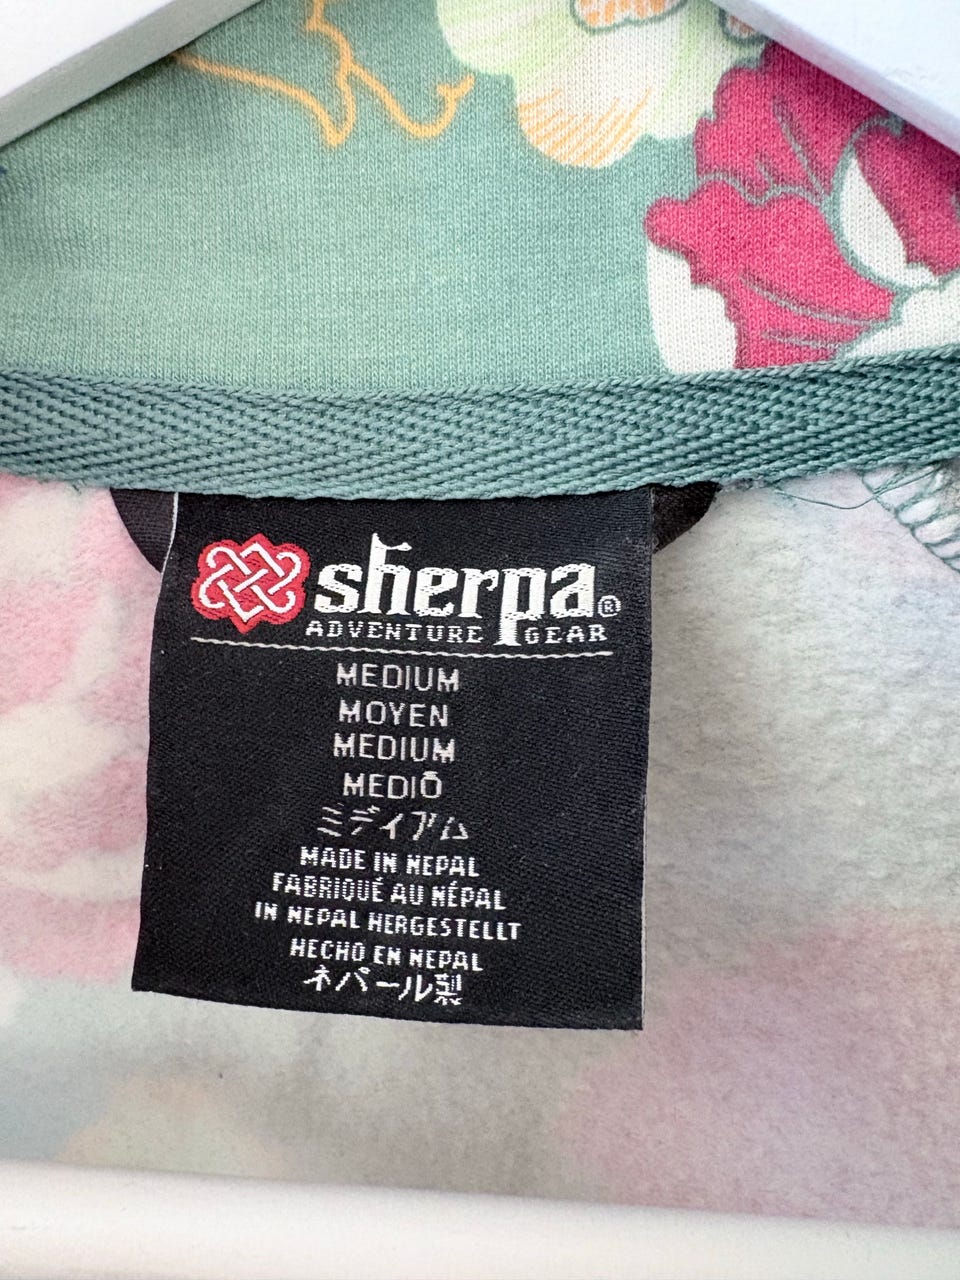 sherpa®
ADVENTURE GEAR
MEDIUM
MOYEN
MEDIUM
MEDIŌ
ミディアム
MADE IN NEPAL
FABRIQUÉ AU NÉPAL
IN NEPAL HERGESTELLT
HECHO EN NEPAL
ネパール製